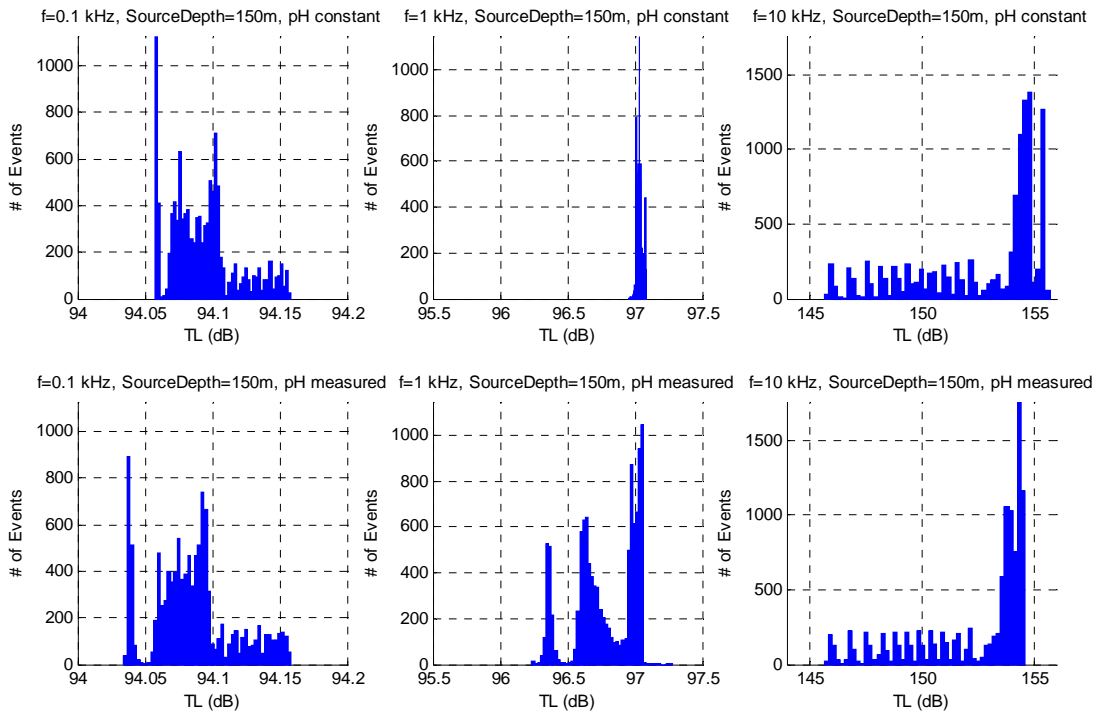 f=0.1 kHz, SourceDepth=150m, pH constant
f=1 kHz, SourceDepth=150m, pH constant
f=10 kHz, SourceDepth=150m, pH constant
# of Events
1000
800
600
400
200
0
94 94.05 94.1 94.15 94.2
TL (dB)
# of Events
1000
800
600
400
200
0
95.5 96 96.5 97 97.5
TL (dB)
# of Events
1500
1000
500
0
145 150 155
TL (dB)
f=0.1 kHz, SourceDepth=150m, pH measured
f=1 kHz, SourceDepth=150m, pH measured
f=10 kHz, SourceDepth=150m, pH measured
# of Events
1000
800
600
400
200
0
94 94.05 94.1 94.15 94.2
TL (dB)
# of Events
1000
800
600
400
200
0
95.5 96 96.5 97 97.5
TL (dB)
# of Events
1500
1000
500
0
145 150 155
TL (dB)